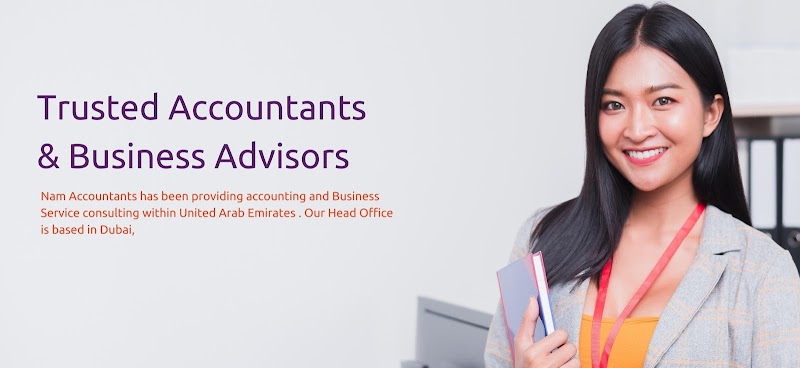 Trusted Accountants
& Business Advisors
Nam Accountants has been providing accounting and Business
Service consulting within United Arab Emirates . Our Head Office
is based in Dubai,